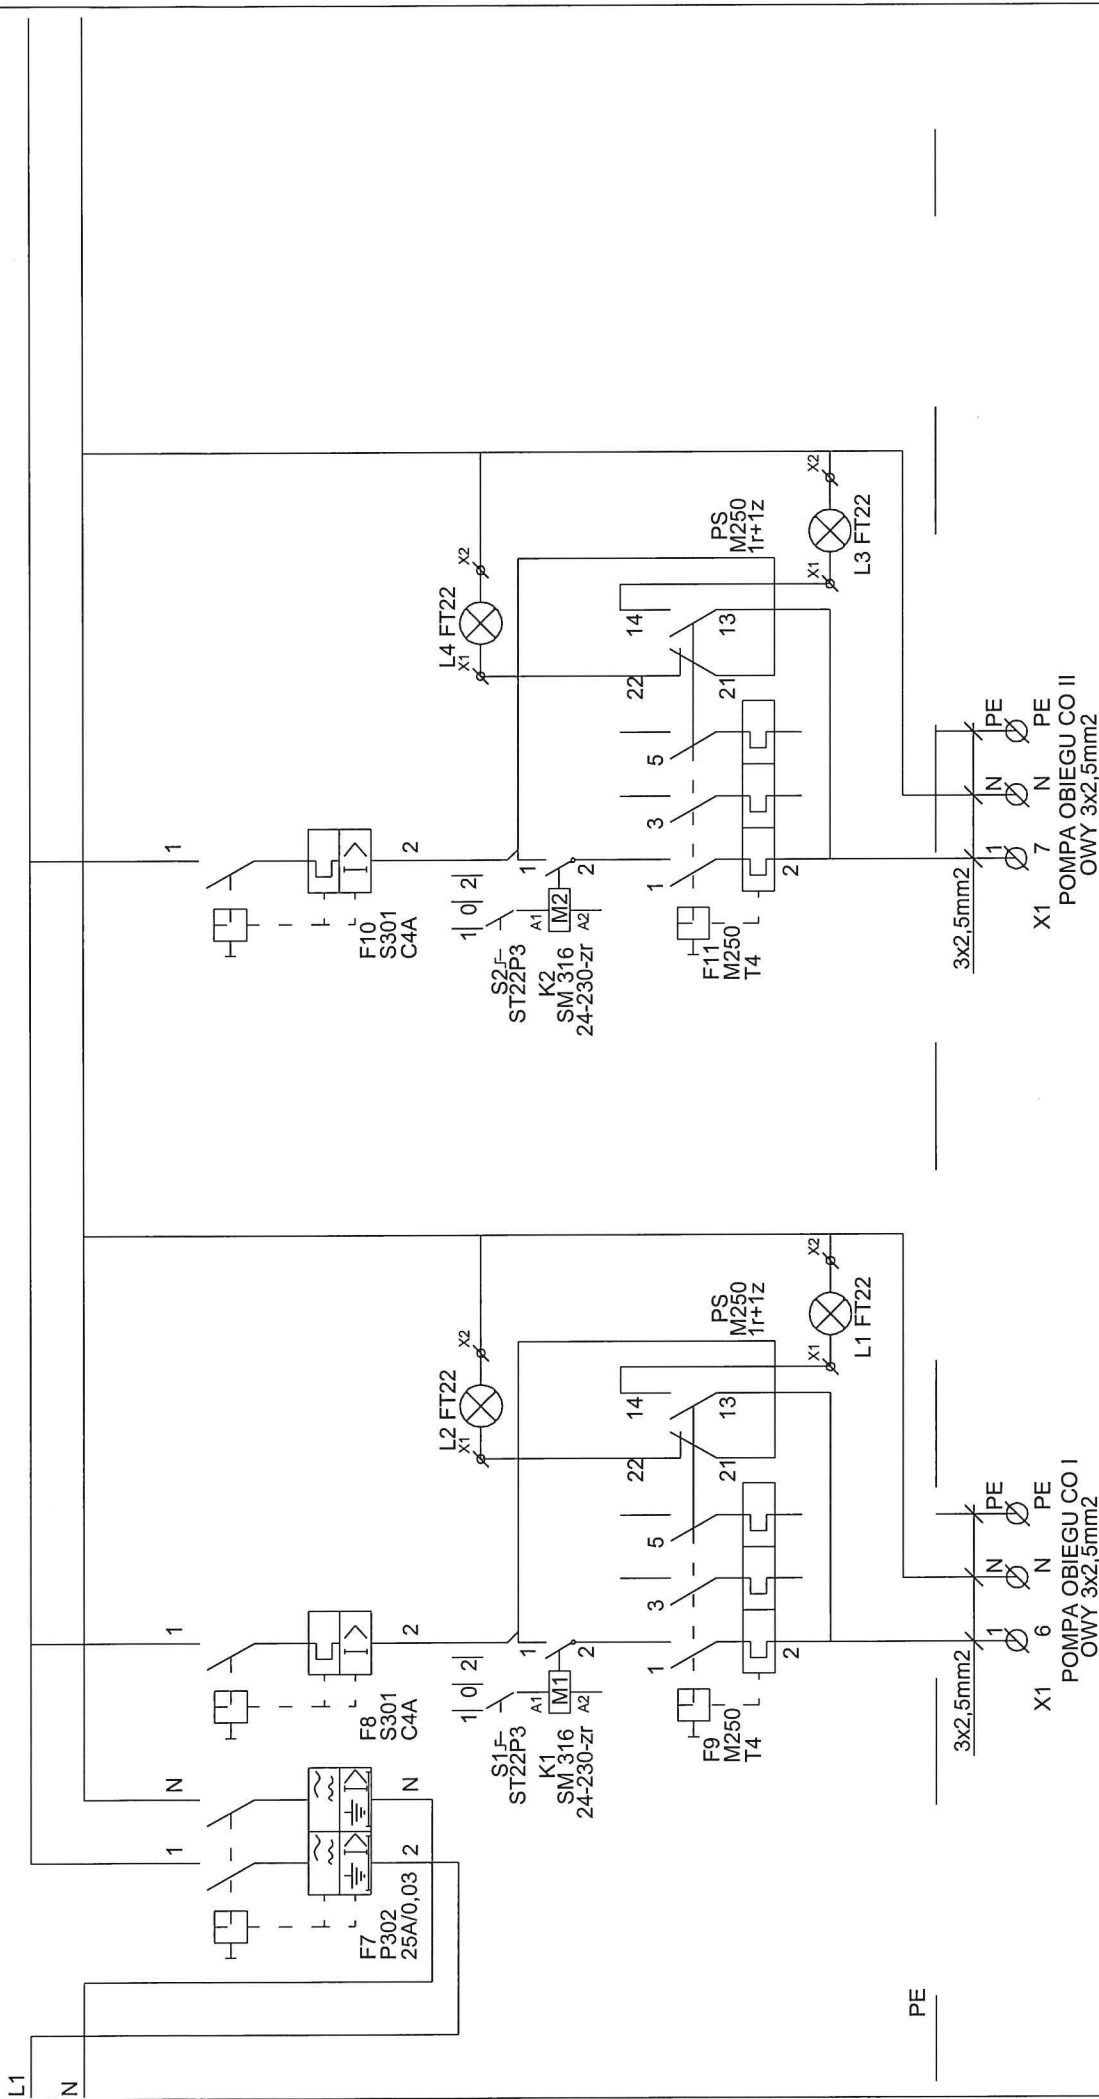 L1
N
PE
F7
P302
25A/0,03
1
N
2
N
F8
S301
C4A
1
2
S1
ST22P3
1| 0| 2|
K1
SM 316
24-230-zr
A1
M1
A2
1
2
L2 FT22
X1
X2
F9
M250
T4
1
3
5
2
22
21
14
13
PS
M250
1r+1z
X1
X2
L1 FT22
3x2,5mm2
1
N
PE
X1
6
N
PE
POMPA OBIEGU CO I
OWY 3x2,5mm2
F10
S301
C4A
1
2
S2
ST22P3
1| 0| 2|
K2
SM 316
24-230-zr
A1
M2
A2
1
2
L4 FT22
X1
X2
F11
M250
T4
1
3
5
2
22
21
14
13
PS
M250
1r+1z
X1
X2
L3 FT22
3x2,5mm2
1
N
PE
X1
7
N
PE
POMPA OBIEGU CO II
OWY 3x2,5mm2